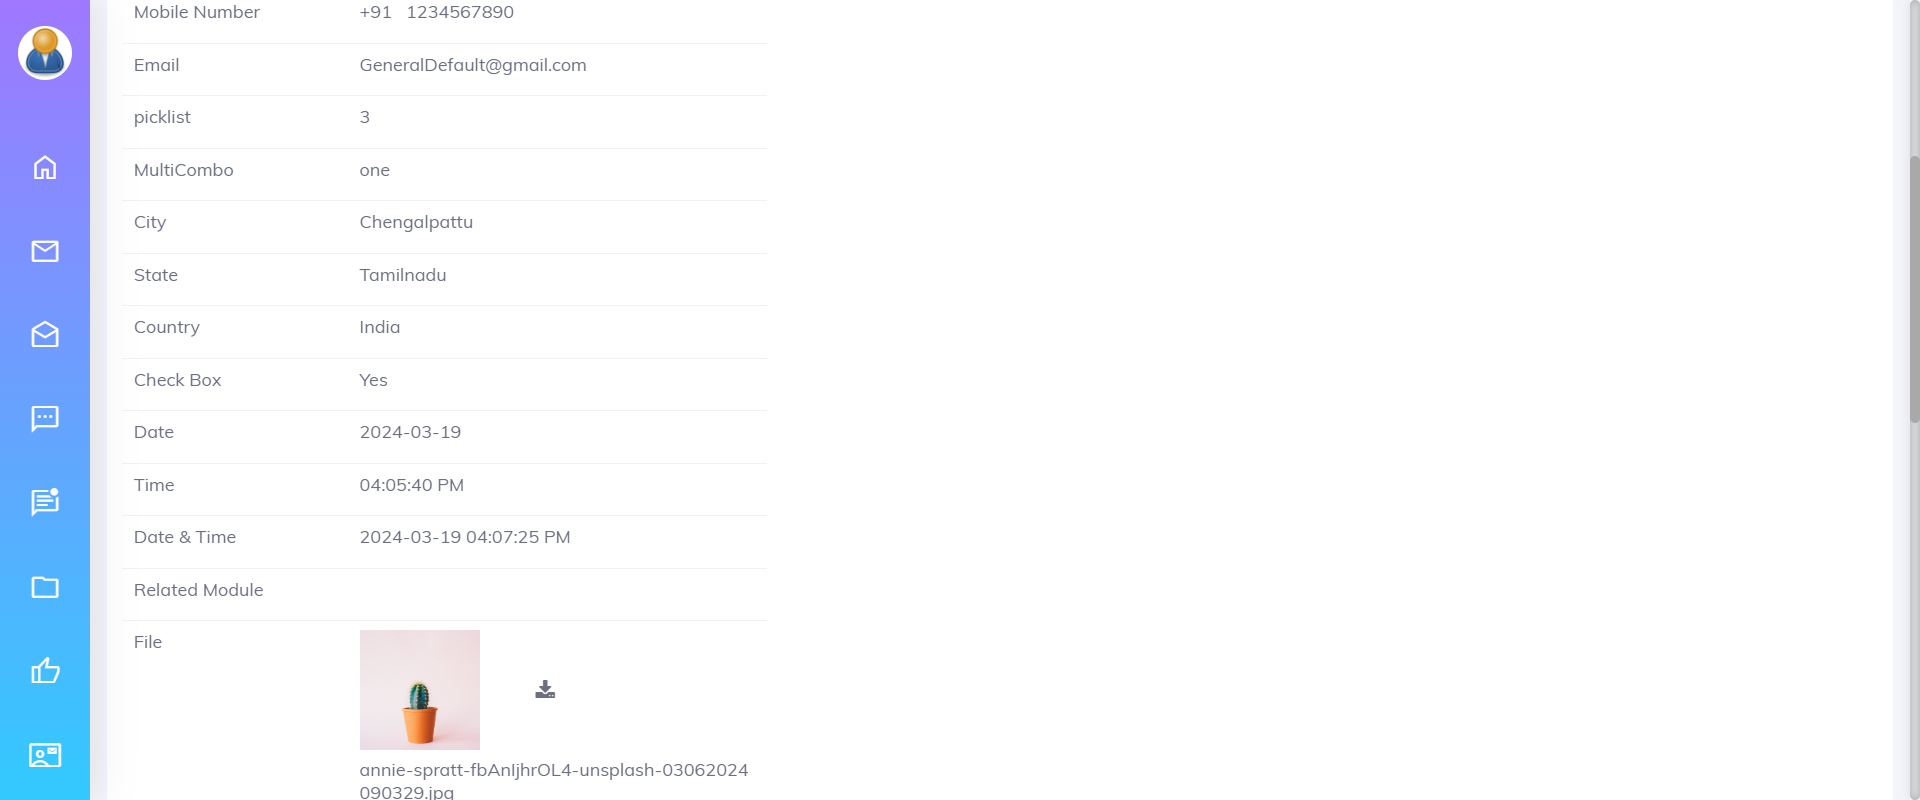 Mobile Number +91 1234567890
Email GeneralDefault@gmail.com
picklist 3
MultiCombo one
City Chengalpattu
State Tamilnadu
Country India
Check Box Yes
Date 2024-03-19
Time 04:05:40 PM
Date & Time 2024-03-19 04:07:25 PM
Related Module
File
annie-spratt-fbAnIjhrOL4-unsplash-03062024
090329.jpg